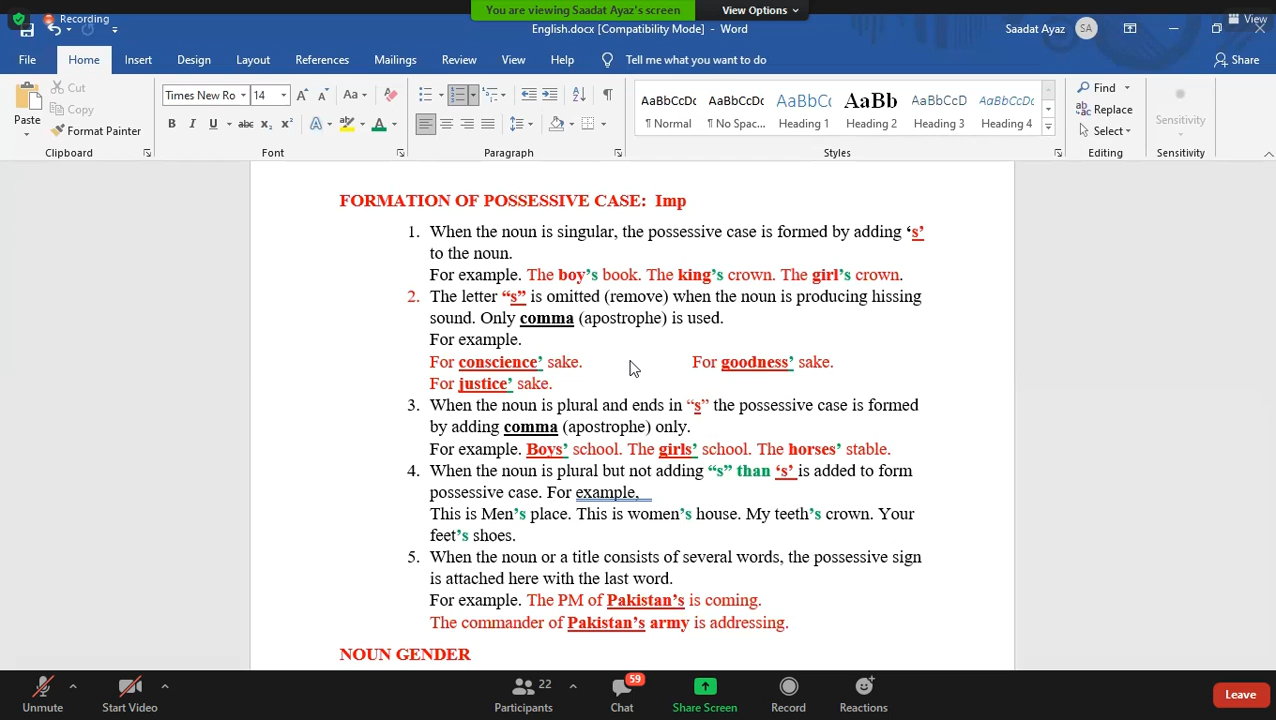 Recording
You are viewing Saadat Ayaz's screen
View Options
View
English.docx [Compatibility Mode] - Word
Saadat Ayaz
SA
File
Home
Insert
Design
Layout
References
Mailings
Review
View
Help
Tell me what you want to do
Share
Paste
Cut
Copy
Format Painter
Clipboard
Times New Ro
14
Font
Paragraph
AaBbCcDc
AaBbCcDc
AaBbCc
AaBb
AaBbCcD
AaBbCcD
¶ Normal
¶ No Spac...
Heading 1
Heading 2
Heading 3
Heading 4
Styles
Find
Replace
Select
Editing
Sensitivity
Sensitivity
FORMATION OF POSSESSIVE CASE: Imp
1. When the noun is singular, the possessive case is formed by adding ‘s’
to the noun.
For example. The boy’s book. The king’s crown. The girl’s crown.
2. The letter “s” is omitted (remove) when the noun is producing hissing
sound. Only comma (apostrophe) is used.
For example.
For conscience’ sake. For goodness’ sake.
For justice’ sake.
3. When the noun is plural and ends in “s” the possessive case is formed
by adding comma (apostrophe) only.
For example. Boys’ school. The girls’ school. The horses’ stable.
4. When the noun is plural but not adding “s” than ‘s’ is added to form
possessive case. For example,
This is Men’s place. This is women’s house. My teeth’s crown. Your
feet’s shoes.
5. When the noun or a title consists of several words, the possessive sign
is attached here with the last word.
For example. The PM of Pakistan’s is coming.
The commander of Pakistan’s army is addressing.
NOUN GENDER
Unmute
Start Video
22
Participants
59
Chat
Share Screen
Record
Reactions
Leave